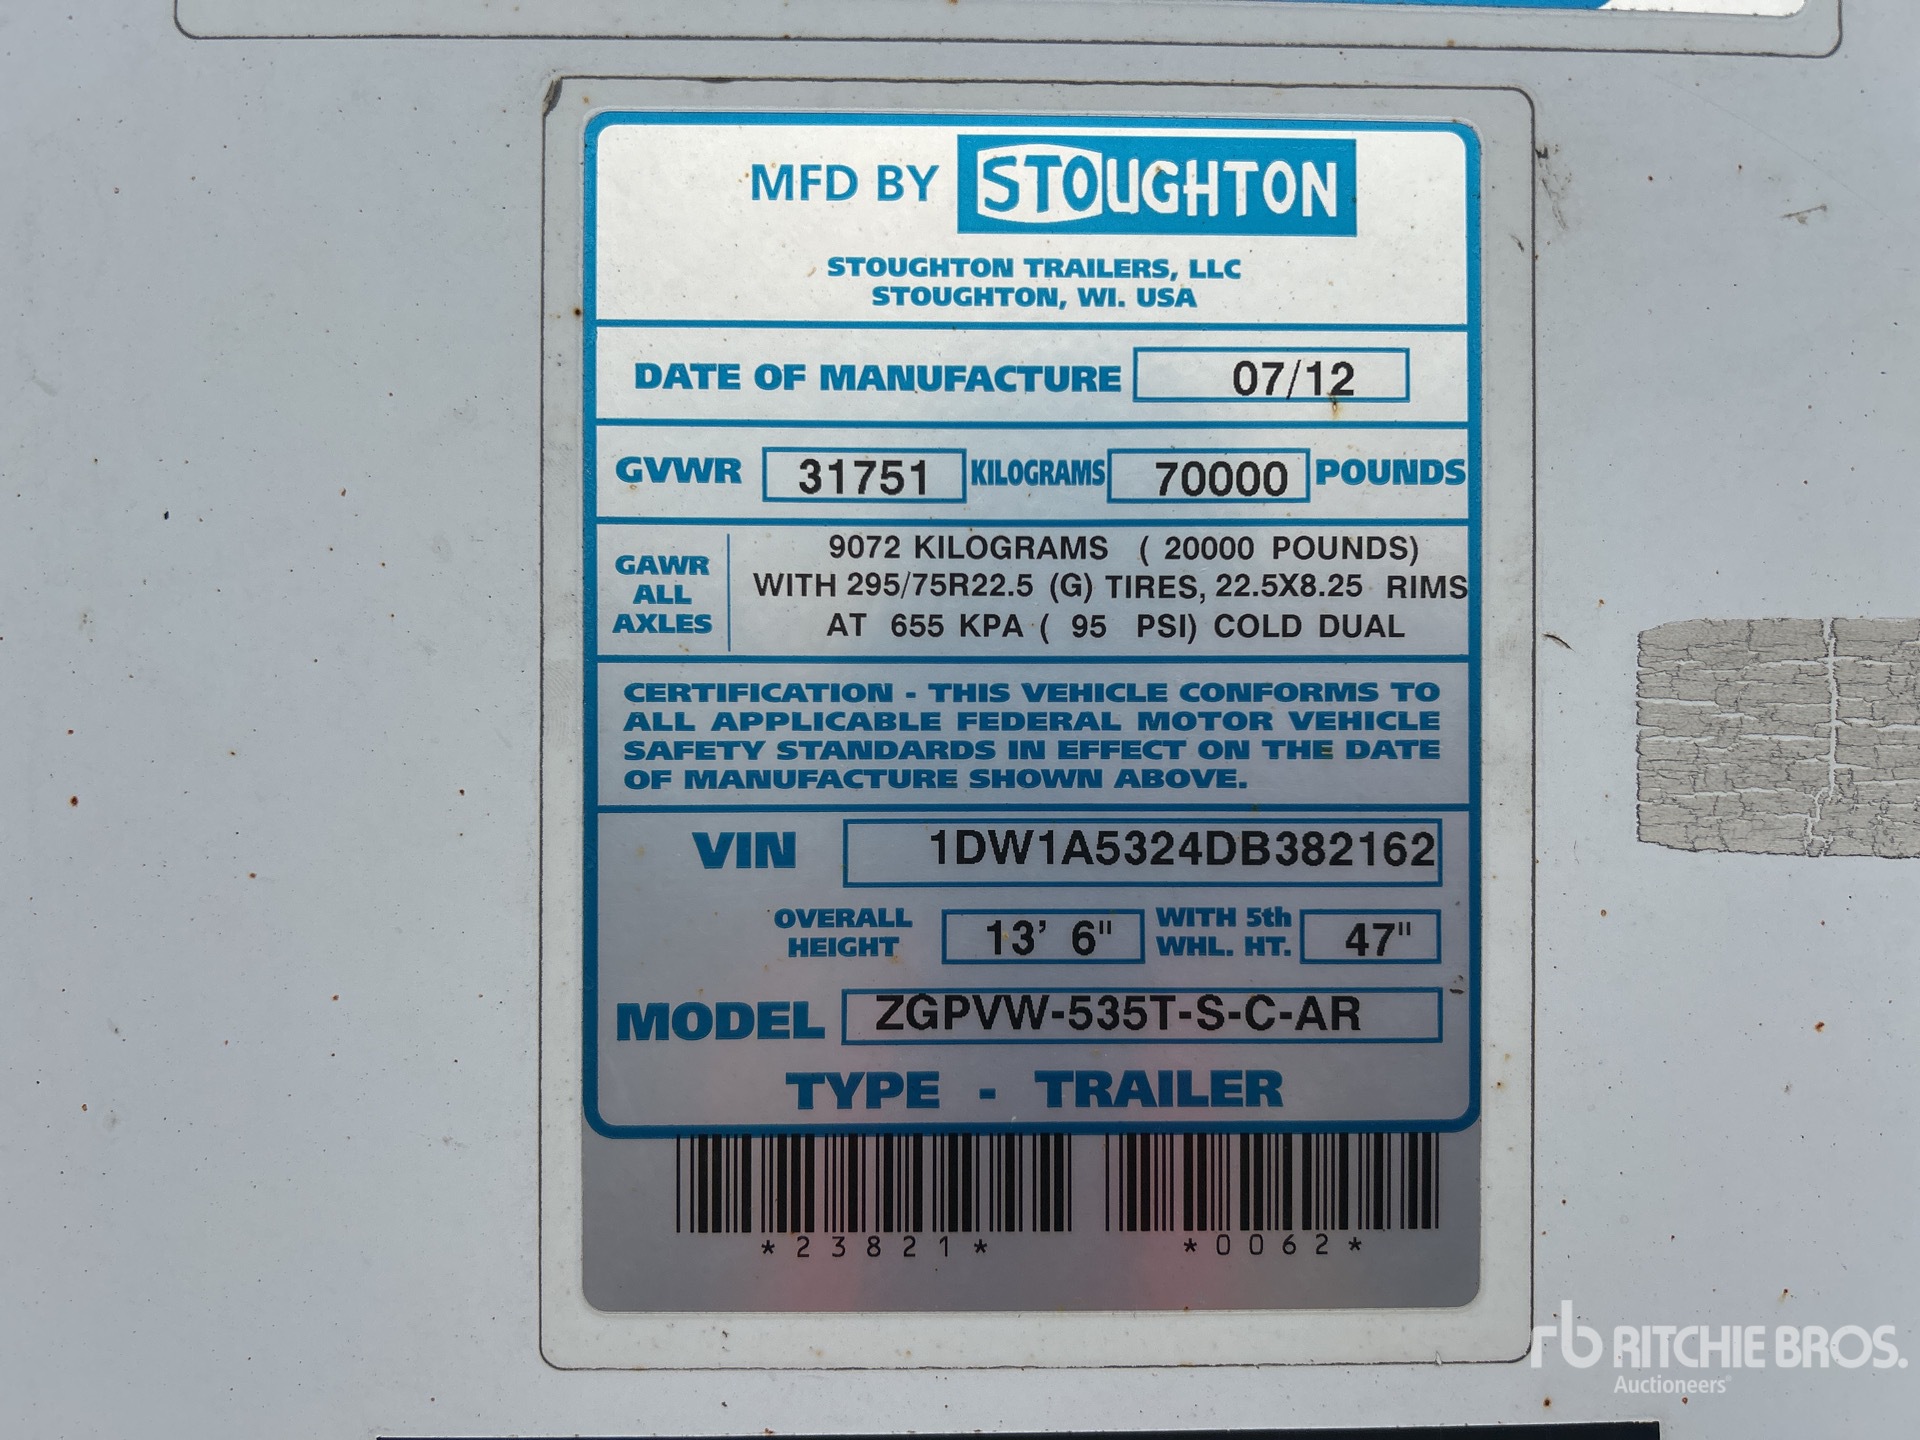 MFD BY STOUGHTON
STOUGHTON TRAILERS, LLC
STOUGHTON, WI. USA
DATE OF MANUFACTURE 07/12
GVWR 31751 KILOGRAMS 70000 POUNDS
GAWR ALL AXLES
9072 KILOGRAMS ( 20000 POUNDS)
WITH 295/75R22.5 (G) TIRES, 22.5X8.25 RIMS
AT 655 KPA ( 95 PSI) COLD DUAL
CERTIFICATION - THIS VEHICLE CONFORMS TO
ALL APPLICABLE FEDERAL MOTOR VEHICLE
SAFETY STANDARDS IN EFFECT ON THE DATE
OF MANUFACTURE SHOWN ABOVE.
VIN 1DW1A5324DB382162
OVERALL HEIGHT 13' 6" WITH 5th WHL. HT. 47"
MODEL ZGPVW-535T-S-C-AR
TYPE - TRAILER
*23821* *0062*
rb RITCHIE BROS.
Auctioneers